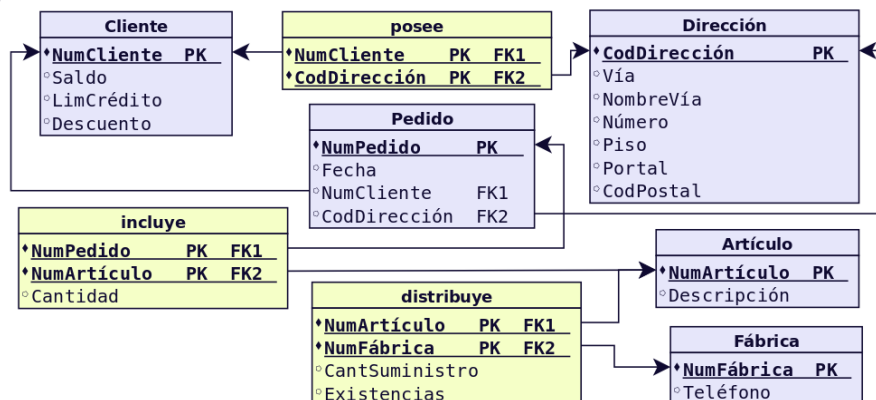 Cliente
NumCliente PK
Saldo
LimCrédito
Descuento
posee
NumCliente PK FK1
CodDirección PK FK2
Dirección
CodDirección PK
Vía
NombreVía
Número
Piso
Portal
CodPostal
Pedido
NumPedido PK
Fecha
NumCliente FK1
CodDirección FK2
incluye
NumPedido PK FK1
NumArtículo PK FK2
Cantidad
Artículo
NumArtículo PK
Descripción
distribuye
NumArtículo PK FK1
NumFábrica PK FK2
CantSuministro
Existencias
Fábrica
NumFábrica PK
Teléfono